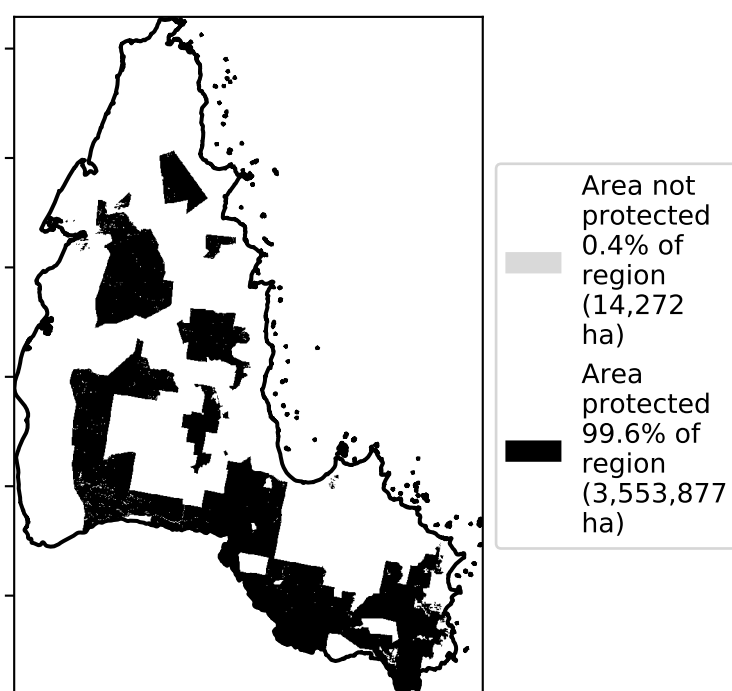 Area not
protected
0.4% of
region
(14,272
ha)
Area
protected
99.6% of
region
(3,553,877
ha)